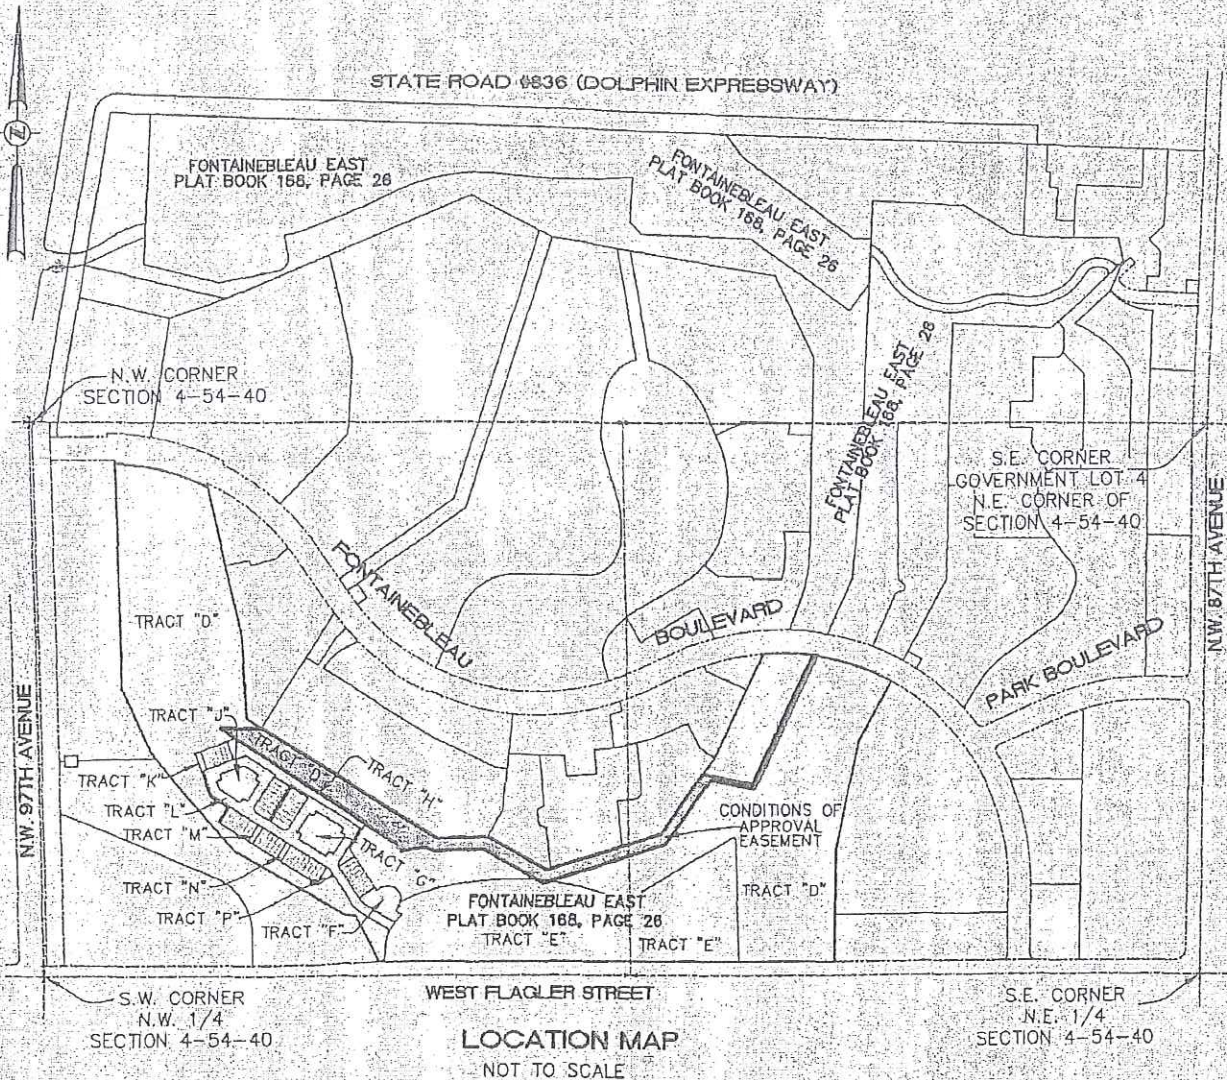 STATE ROAD #836 (DOLPHIN EXPRESSWAY)
Z
FONTAINEBLEAU EAST
PLAT BOOK 168, PAGE 26
FONTAINEBLEAU EAST
PLAT BOOK 168, PAGE 26
FONTAINEBLEAU EAST
PLAT BOOK 168, PAGE 26
N.W. CORNER
SECTION 4-54-40
S.E. CORNER
GOVERNMENT LOT 4
N.E. CORNER OF
SECTION 4-54-40
N.W. 87TH AVENUE
FONTAINEBLEAU
BOULEVARD
PARK BOULEVARD
TRACT "D"
N.W. 97TH AVENUE
TRACT "J"
TRACT "D"
TRACT "H"
TRACT "K"
TRACT "L"
TRACT "M"
TRACT "G"
TRACT "N"
TRACT "P"
TRACT "F"
CONDITIONS OF
APPROVAL
EASEMENT
TRACT "D"
FONTAINEBLEAU EAST
PLAT BOOK 168, PAGE 26
TRACT "E"
TRACT "E"
WEST FLAGLER STREET
S.W. CORNER
N.W. 1/4
SECTION 4-54-40
S.E. CORNER
N.E. 1/4
SECTION 4-54-40
LOCATION MAP
NOT TO SCALE